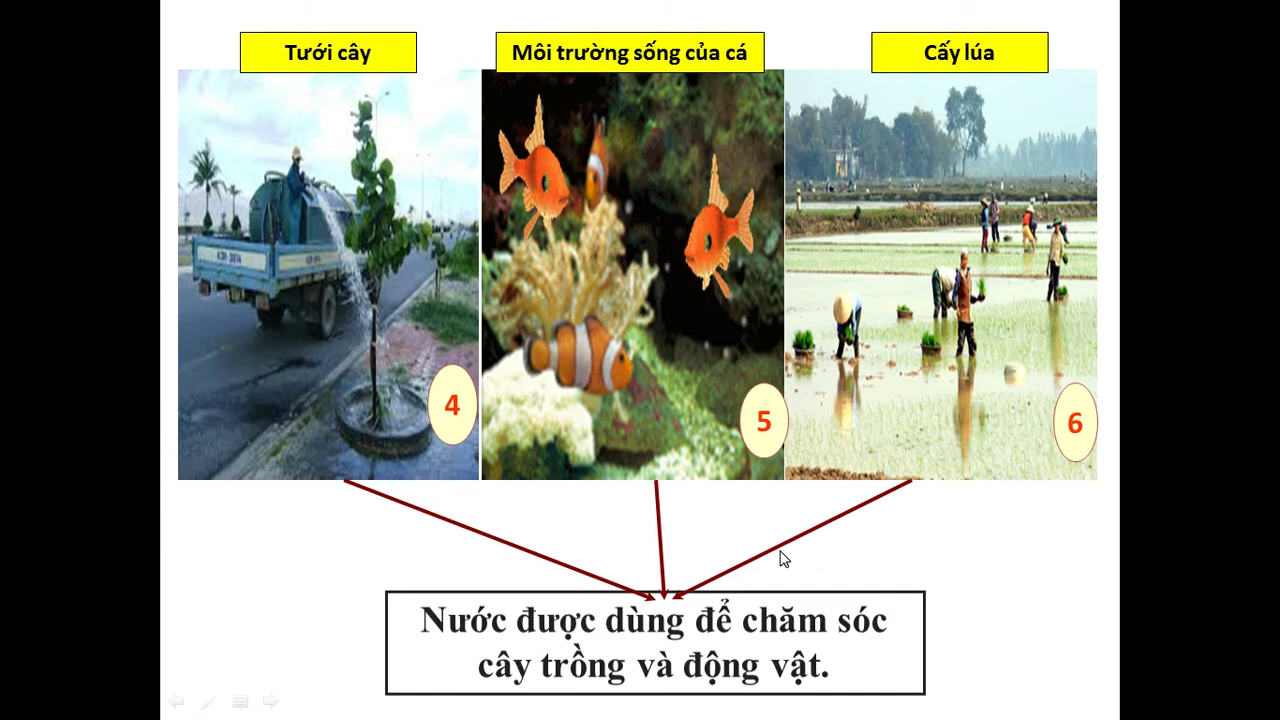 Tưới cây
Môi trường sống của cá
Cấy lúa
4
5
6
Nước được dùng để chăm sóc
cây trồng và động vật.